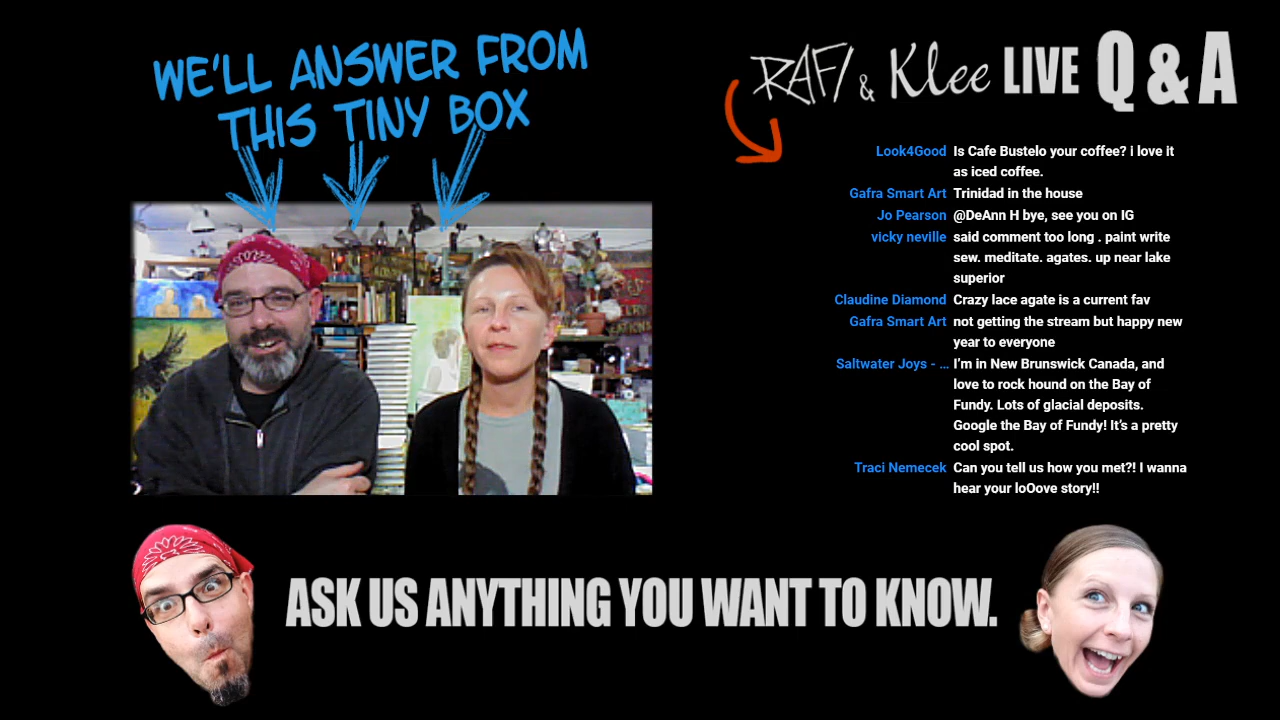 WE'LL ANSWER FROM
THIS TINY BOX
RAFI & Klee LIVE Q & A
Look4Good Is Cafe Bustelo your coffee? i love it
as iced coffee.
Gafra Smart Art Trinidad in the house
Jo Pearson @DeAnn H bye, see you on IG
vicky neville said comment too long . paint write
sew. meditate. agates. up near lake
superior
Claudine Diamond Crazy lace agate is a current fav
Gafra Smart Art not getting the stream but happy new
year to everyone
Saltwater Joys - … I'm in New Brunswick Canada, and
love to rock hound on the Bay of
Fundy. Lots of glacial deposits.
Google the Bay of Fundy! It's a pretty
cool spot.
Traci Nemecek Can you tell us how you met?! I wanna
hear your loOove story!!
ASK US ANYTHING YOU WANT TO KNOW.